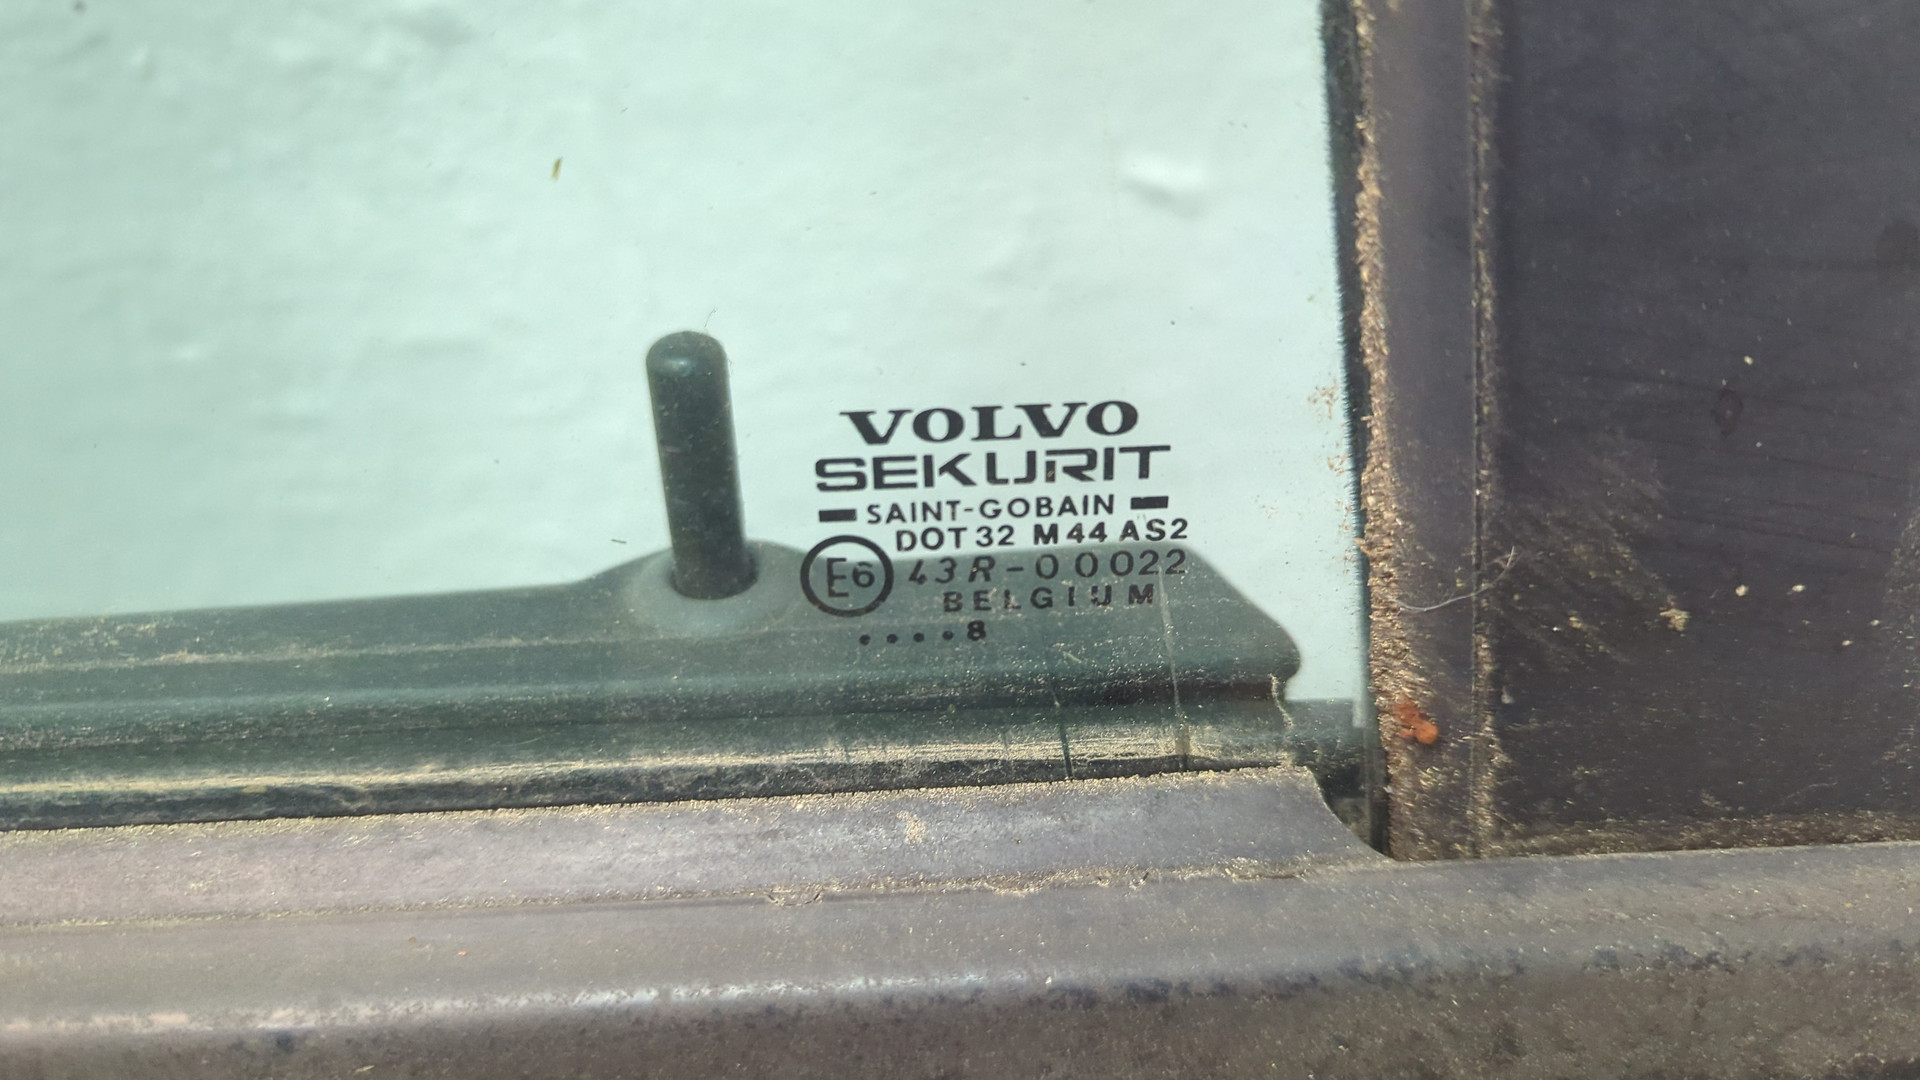 VOLVO
SEKURIT
SAINT-GOBAIN
DOT 32 M44 AS2
E6 43R-00022
BELGIUM
....8